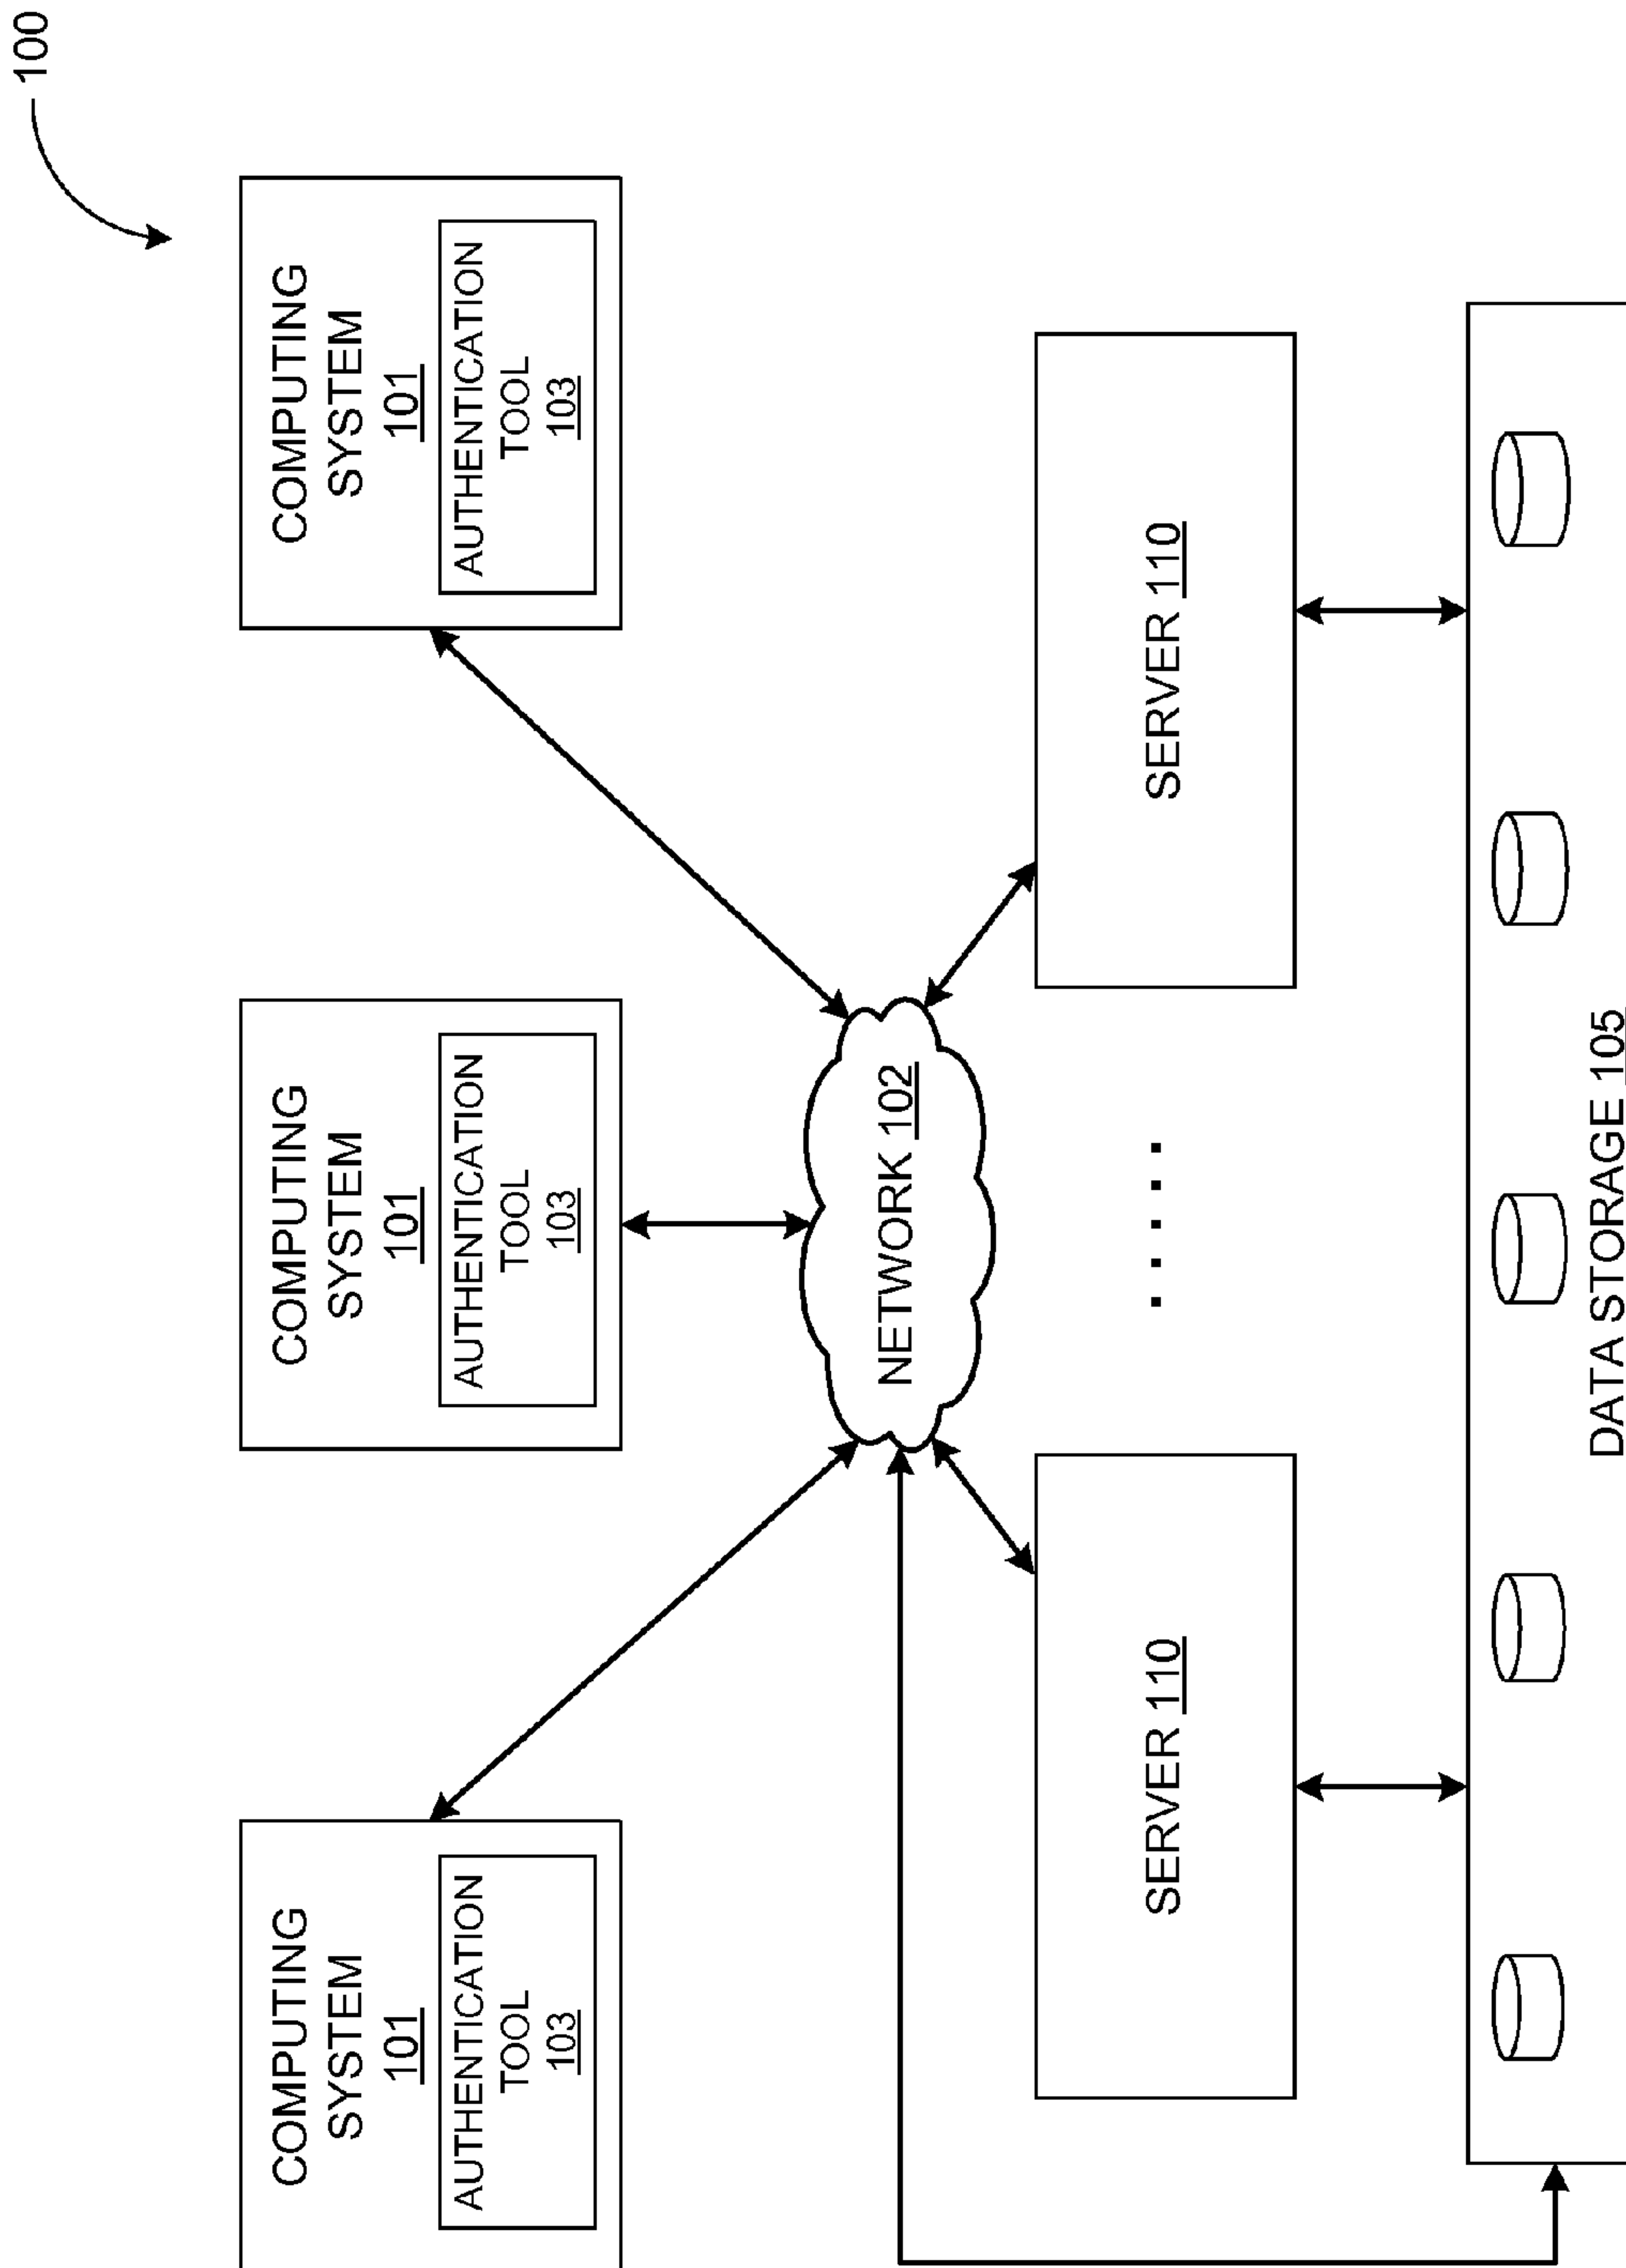 100
COMPUTING
SYSTEM
101
AUTHENTICATION
TOOL
103
COMPUTING
SYSTEM
101
AUTHENTICATION
TOOL
103
COMPUTING
SYSTEM
101
AUTHENTICATION
TOOL
103
NETWORK 102
SERVER 110
. . . . .
SERVER 110
DATA STORAGE 105